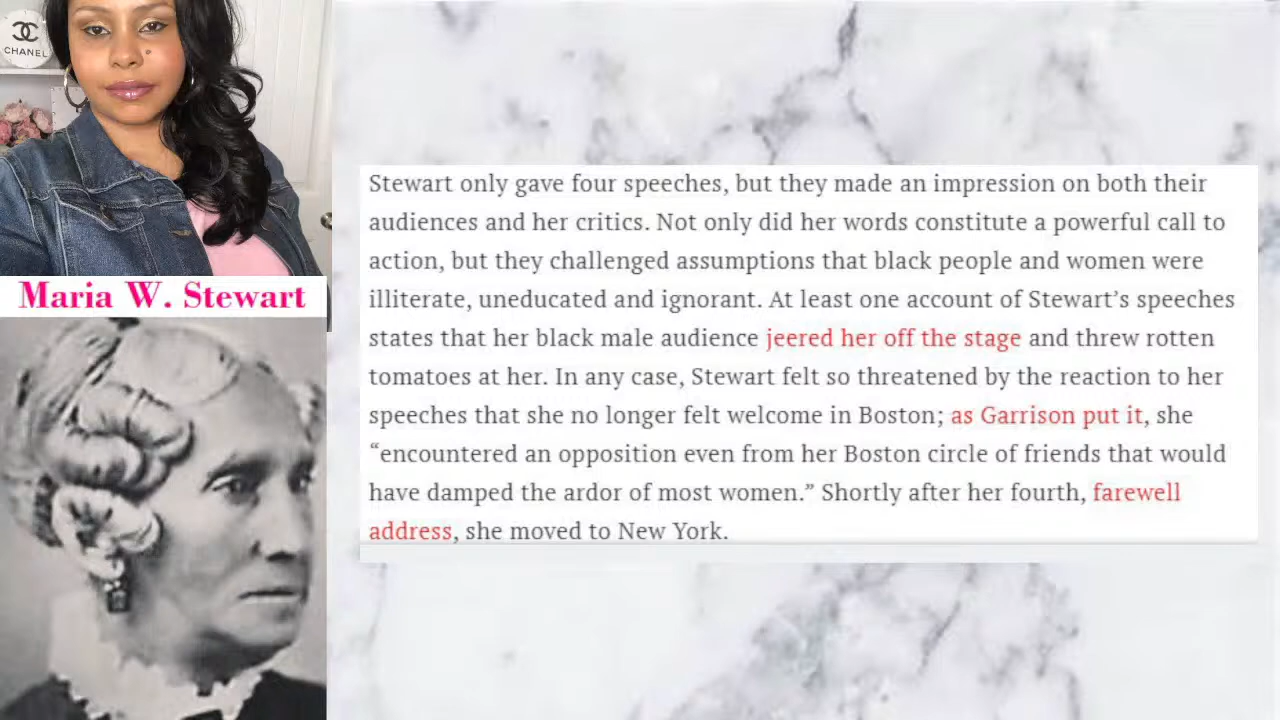 CHANEL
Maria W. Stewart
Stewart only gave four speeches, but they made an impression on both their
audiences and her critics. Not only did her words constitute a powerful call to
action, but they challenged assumptions that black people and women were
illiterate, uneducated and ignorant. At least one account of Stewart’s speeches
states that her black male audience jeered her off the stage and threw rotten
tomatoes at her. In any case, Stewart felt so threatened by the reaction to her
speeches that she no longer felt welcome in Boston; as Garrison put it, she
“encountered an opposition even from her Boston circle of friends that would
have damped the ardor of most women.” Shortly after her fourth, farewell
address, she moved to New York.